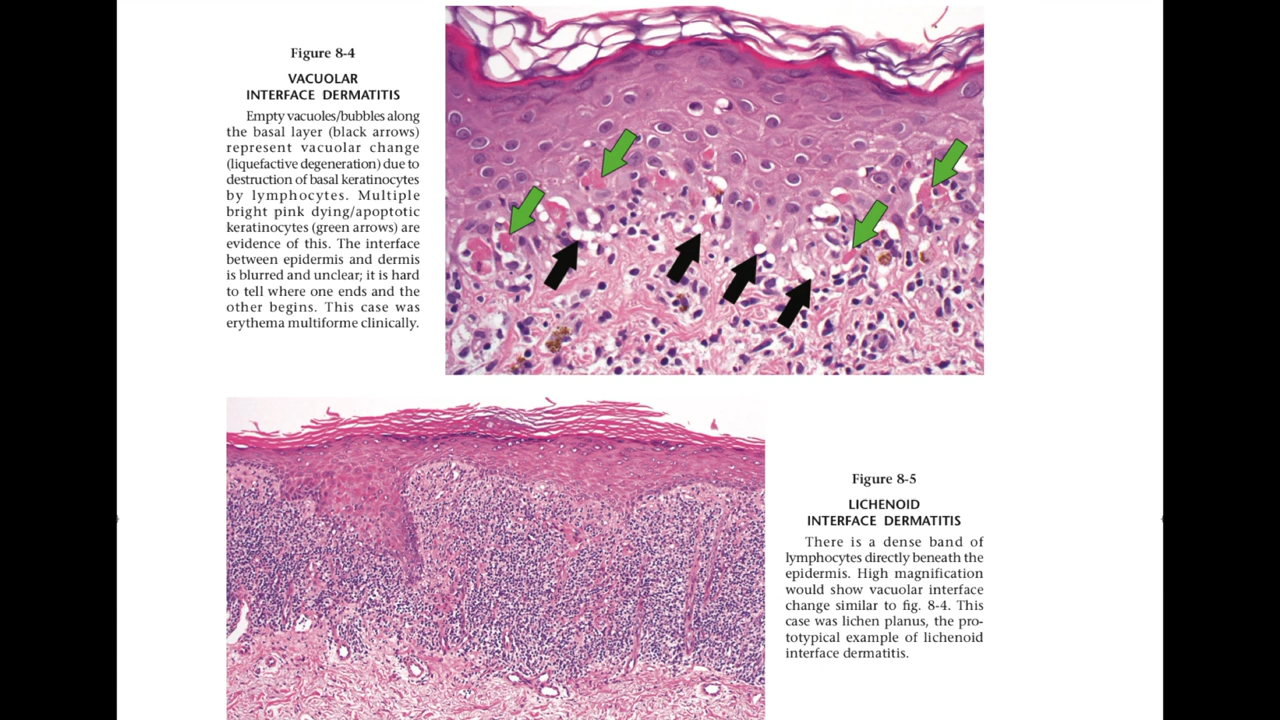 Figure 8-4
VACUOLAR
INTERFACE DERMATITIS
Empty vacuoles/bubbles along
the basal layer (black arrows)
represent vacuolar change
(liquefactive degeneration) due to
destruction of basal keratinocytes
by lymphocytes. Multiple
bright pink dying/apoptotic
keratinocytes (green arrows) are
evidence of this. The interface
between epidermis and dermis
is blurred and unclear; it is hard
to tell where one ends and the
other begins. This case was
erythema multiforme clinically.
Figure 8-5
LICHENOID
INTERFACE DERMATITIS
There is a dense band of
lymphocytes directly beneath the
epidermis. High magnification
would show vacuolar interface
change similar to fig. 8-4. This
case was lichen planus, the pro-
totypical example of lichenoid
interface dermatitis.